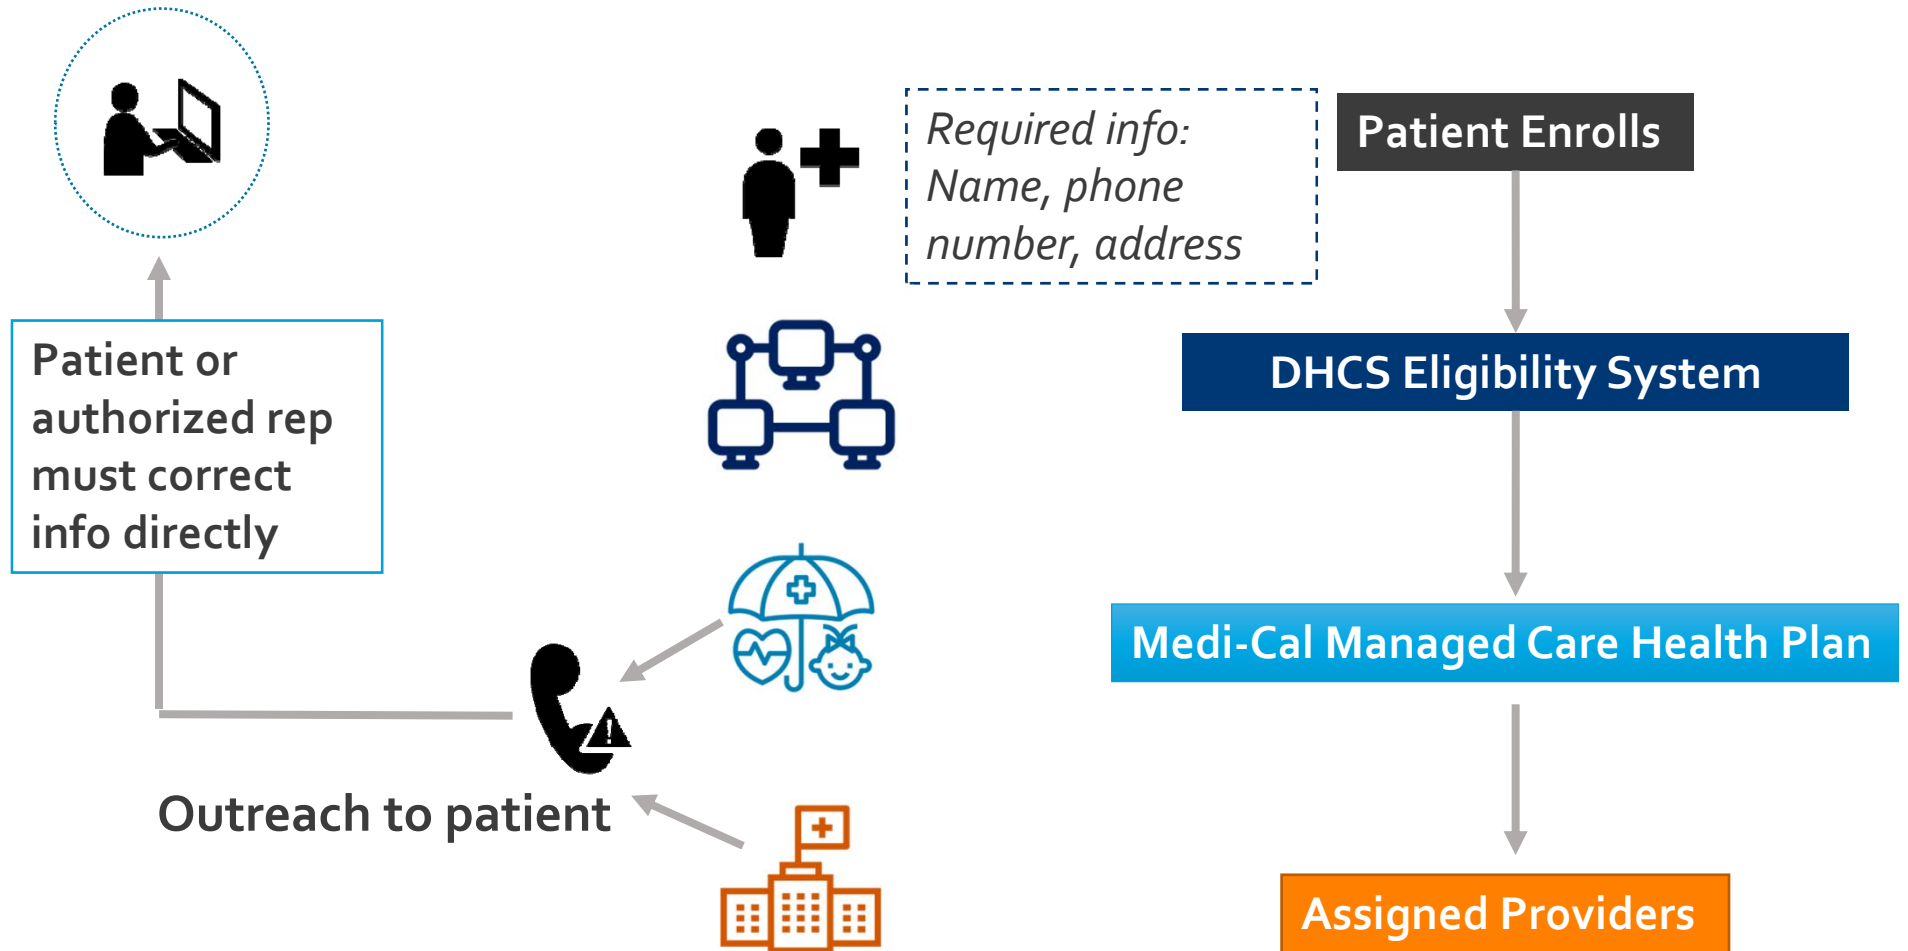 Required info:
Name, phone
number, address
Patient Enrolls
Patient or
authorized rep
must correct
info directly
DHCS Eligibility System
Medi-Cal Managed Care Health Plan
Outreach to patient
Assigned Providers